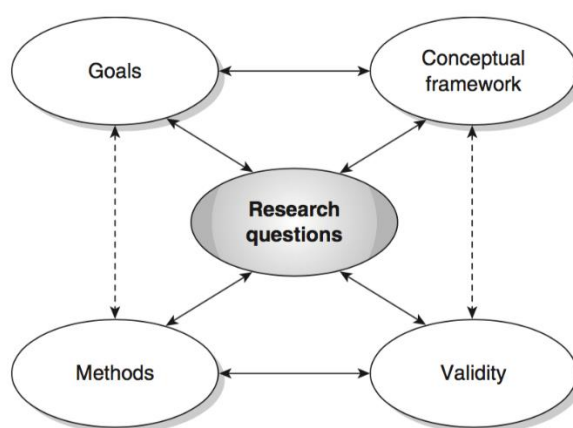 Goals
Conceptual
framework
Research
questions
Methods
Validity